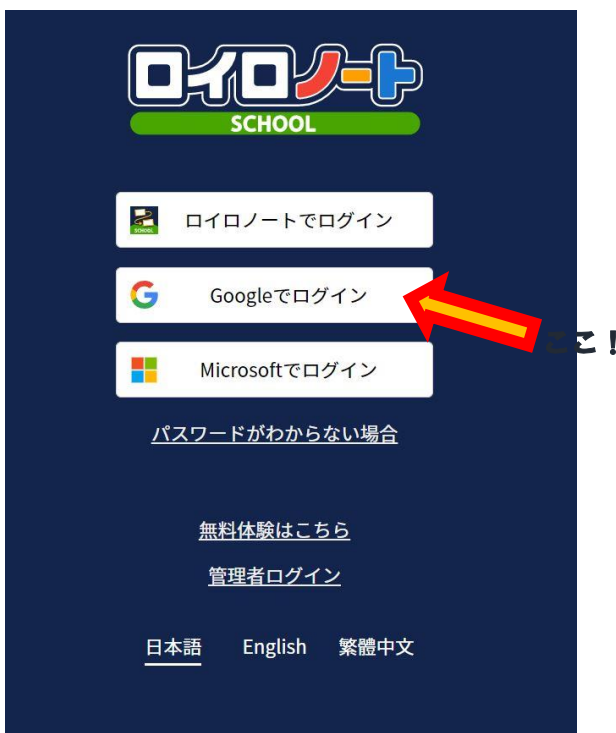 ロイロノート
SCHOOL
SCHOOL
ロイロノートでログイン
Googleでログイン
ここ!
Microsoftでログイン
パスワードがわからない場合
無料体験はこちら
管理者ログイン
日本語 English 繁體中文